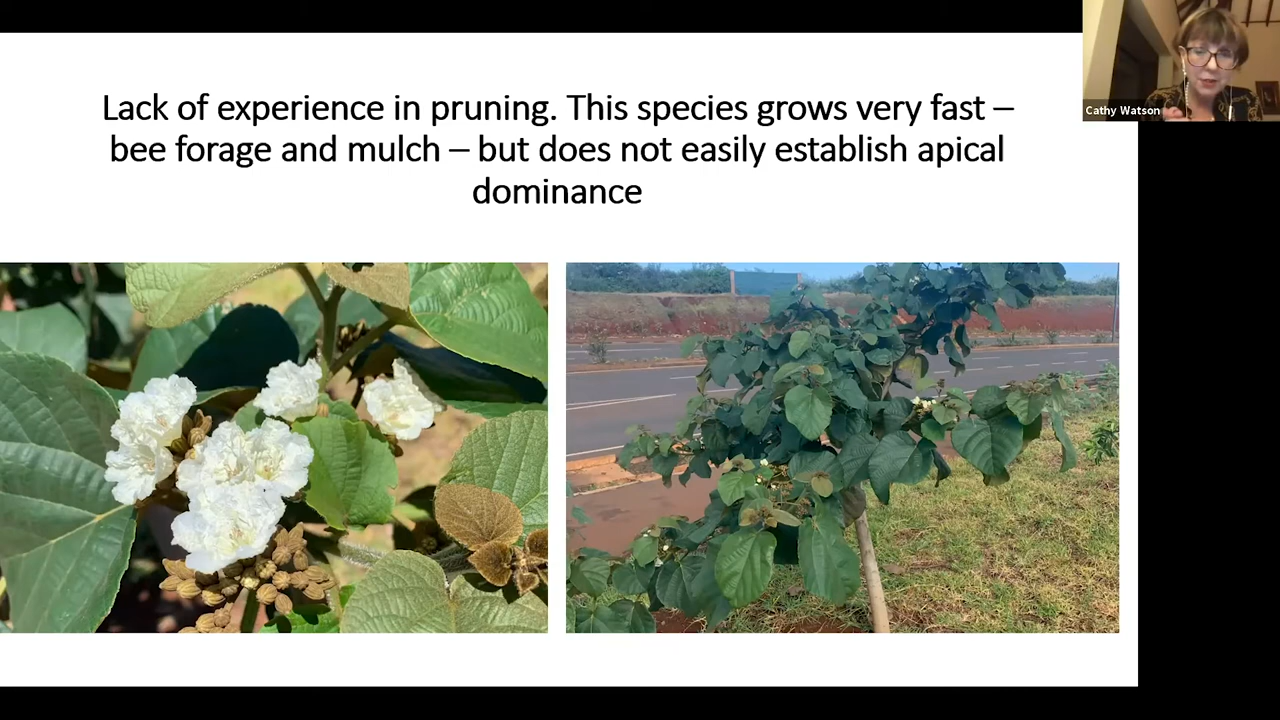 Lack of experience in pruning. This species grows very fast –
bee forage and mulch – but does not easily establish apical
dominance
Cathy Watson